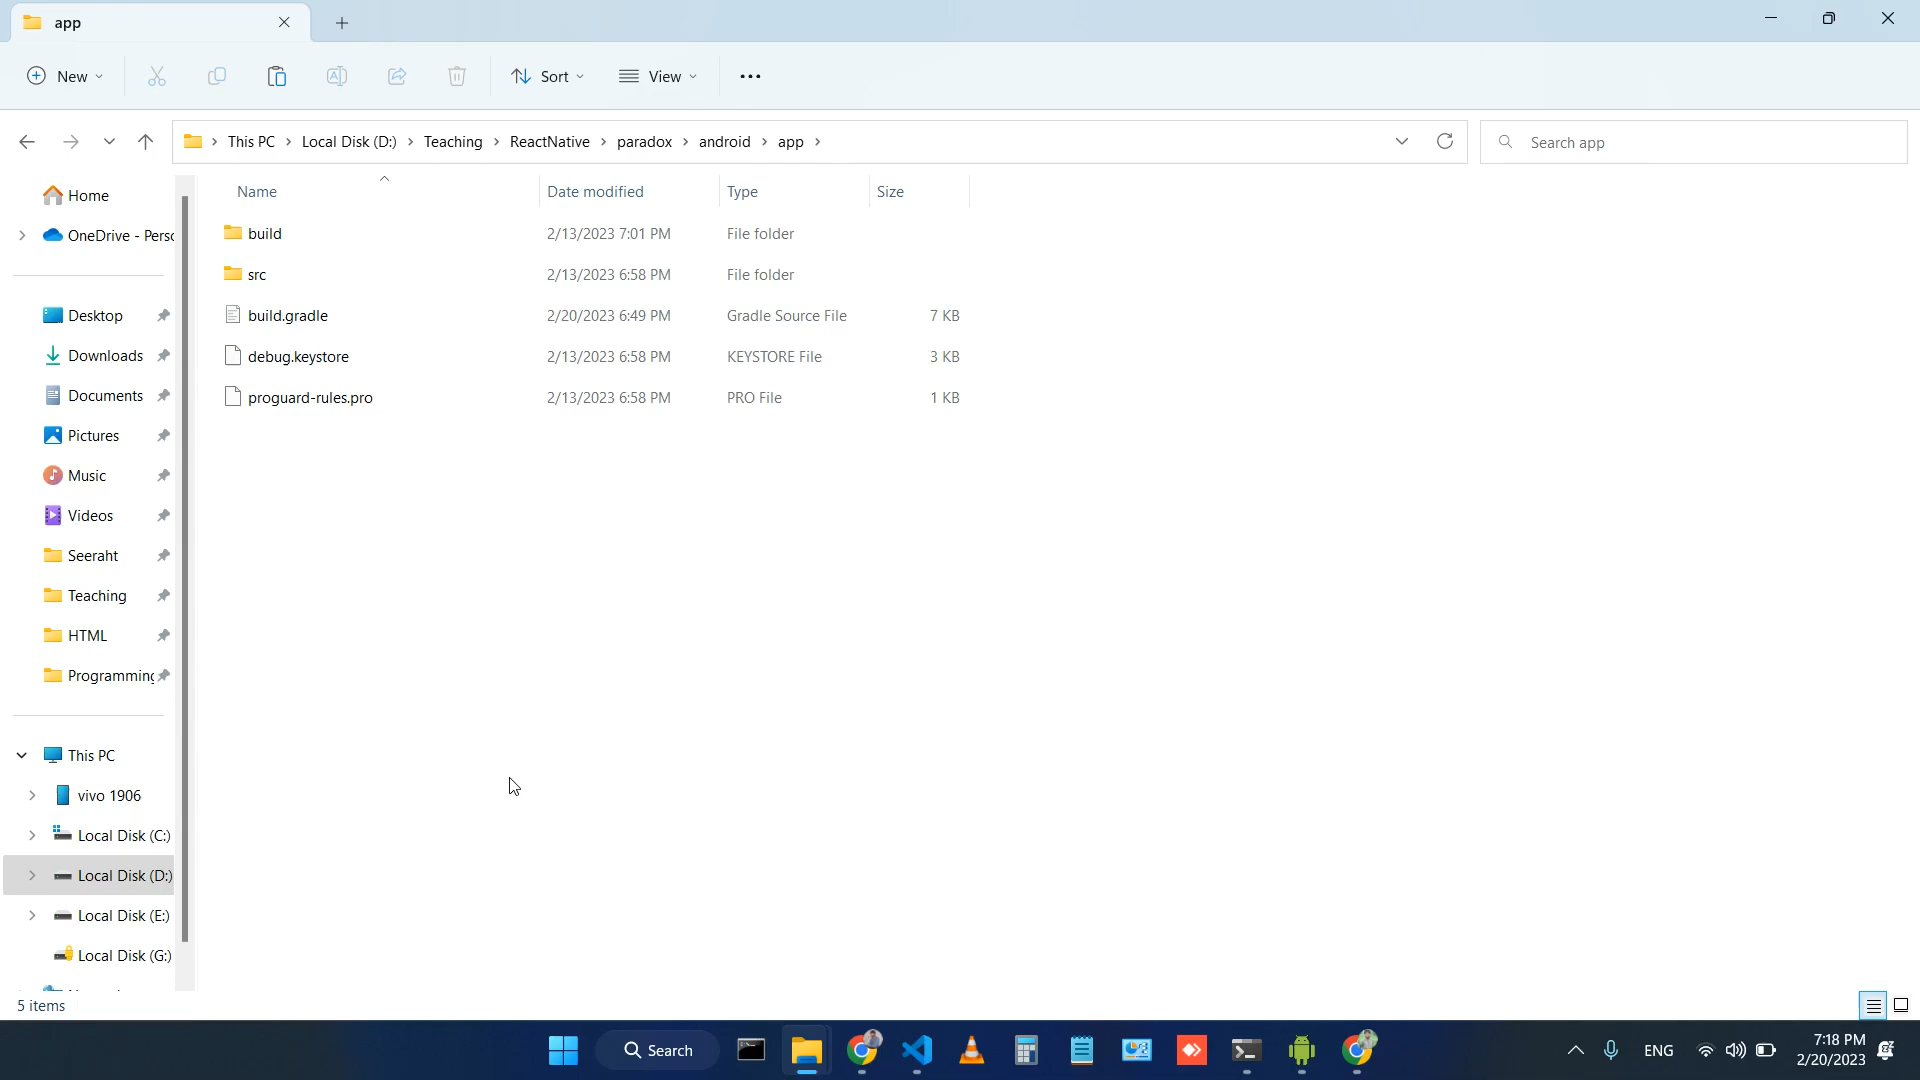 app
New
Sort
View
This PC
Local Disk (D:)
Teaching
ReactNative
paradox
android
app
Search app
Name
Date modified
Type
Size
build
2/13/2023 7:01 PM
File folder
src
2/13/2023 6:58 PM
File folder
build.gradle
2/20/2023 6:49 PM
Gradle Source File
7 KB
debug.keystore
2/13/2023 6:58 PM
KEYSTORE File
3 KB
proguard-rules.pro
2/13/2023 6:58 PM
PRO File
1 KB
Home
OneDrive - Perso
Desktop
Downloads
Documents
Pictures
Music
Videos
Seeraht
Teaching
HTML
Programming
This PC
vivo 1906
Local Disk (C:)
Local Disk (D:)
Local Disk (E:)
Local Disk (G:)
5 items
Search
ENG
7:18 PM
2/20/2023